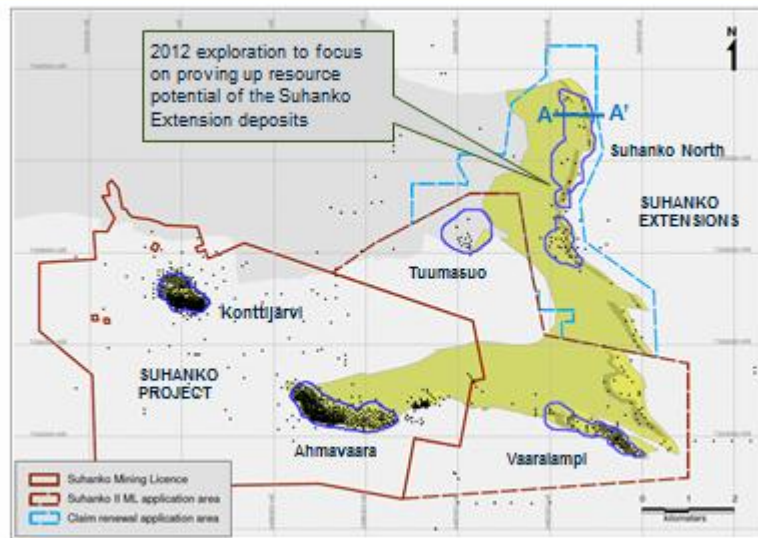 2012 exploration to focus
on proving up resource
potential of the Suhanko
Extension deposits
N
A
A'
Suhanko North
SUHANKO
EXTENSIONS
Tuumasuo
Konttijärvi
SUHANKO
PROJECT
Ahmavaara
Vaaralampi
Suhanko Mining Licence
Suhanko II ML application area
Claim renewal application area
0 1 2
kilometers